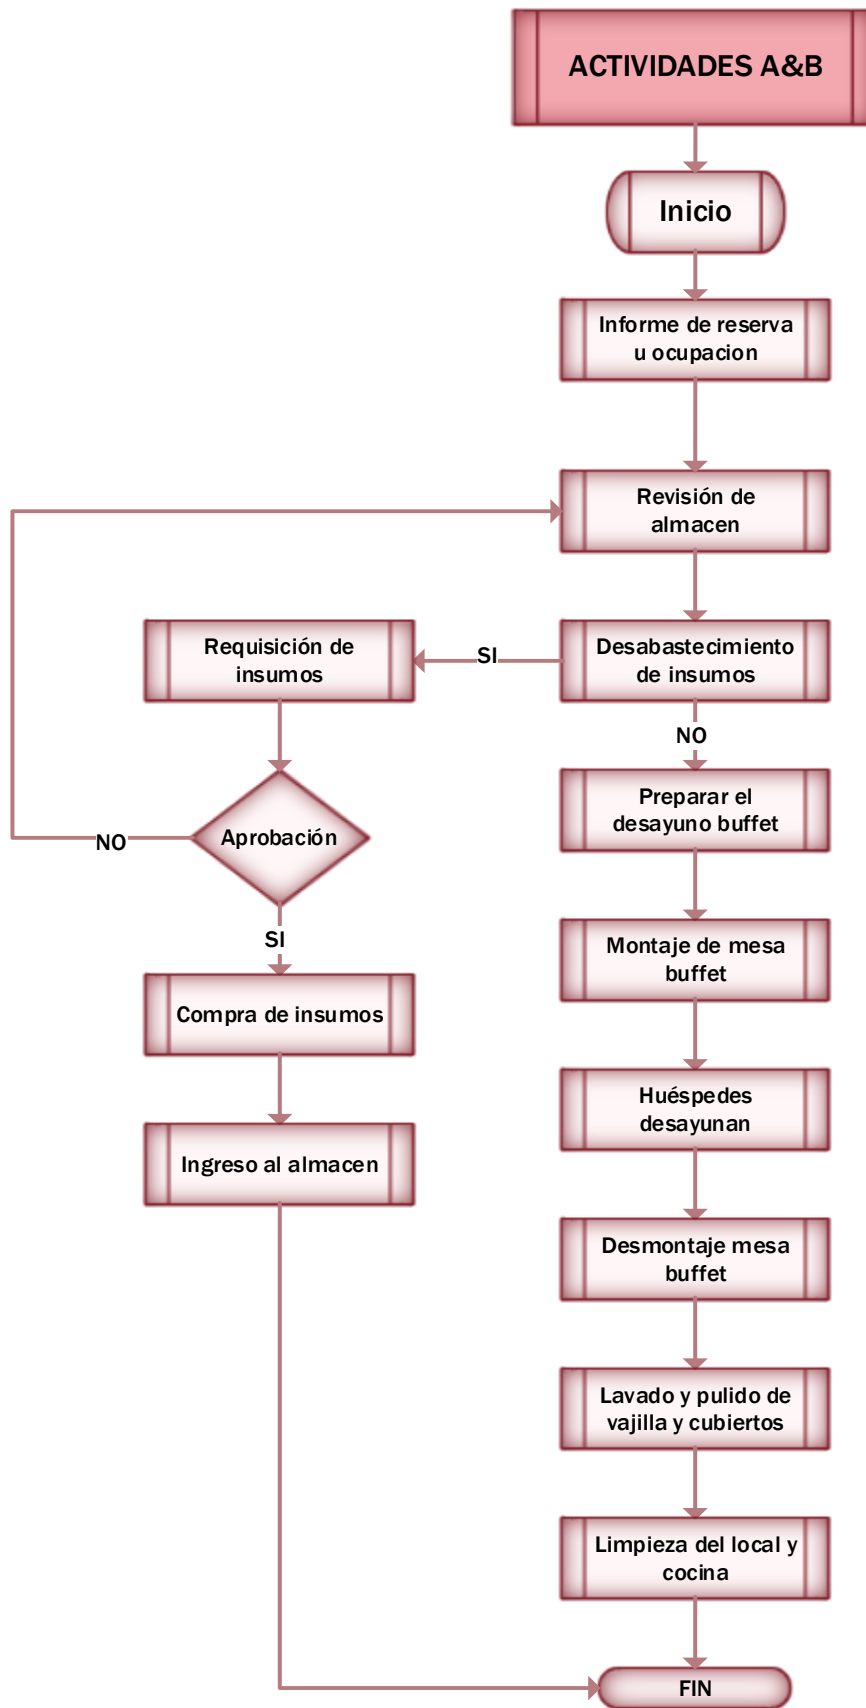 ACTIVIDADES A&B
Inicio
Informe de reserva
u ocupacion
Revisión de
almacen
Desabastecimiento
de insumos
SI
Requisición de
insumos
NO
Aprobación
NO
SI
Compra de insumos
Ingreso al almacen
Preparar el
desayuno buffet
Montaje de mesa
buffet
Huéspedes
desayunan
Desmontaje mesa
buffet
Lavado y pulido de
vajilla y cubiertos
Limpieza del local y
cocina
FIN